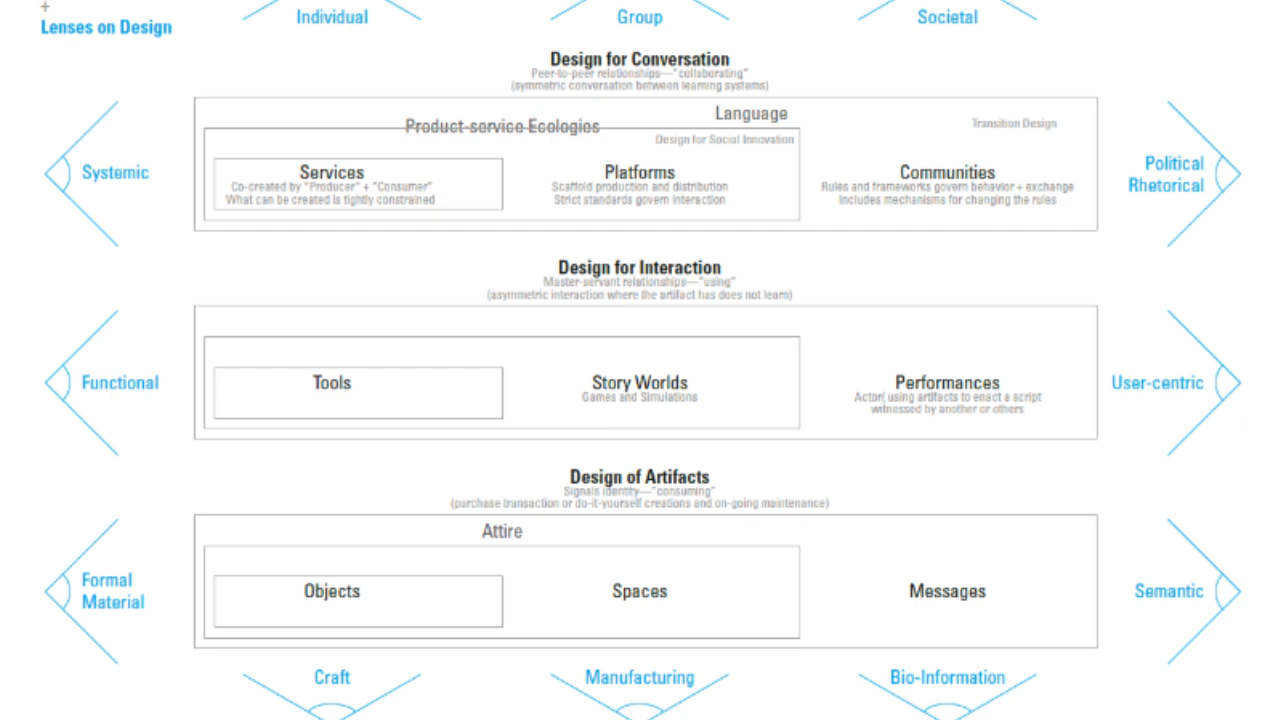 +
Lenses on Design
Individual
Group
Societal
Design for Conversation
Peer-to-peer relationships—"collaborating"
(symmetric conversation between learning systems)
Language
Product-service Ecologies
Transition Design
Design for Social Innovation
Systemic
Services
Co-created by "Producer" + "Consumer"
What can be created is tightly constrained
Platforms
Scaffold production and distribution
Strict standards govern interaction
Communities
Rules and frameworks govern behavior + exchange
Includes mechanisms for changing the rules
Political
Rhetorical
Design for Interaction
Master-servant relationships—"using"
(asymmetric interaction where the artifact has does not learn)
Functional
Tools
Story Worlds
Games and Simulations
Performances
Actor( using artifacts to enact a script
witnessed by another or others
User-centric
Design of Artifacts
Signals identity—"consuming"
(purchase transaction or do-it-yourself creations and on-going maintenance)
Attire
Formal
Material
Objects
Spaces
Messages
Semantic
Craft
Manufacturing
Bio-Information